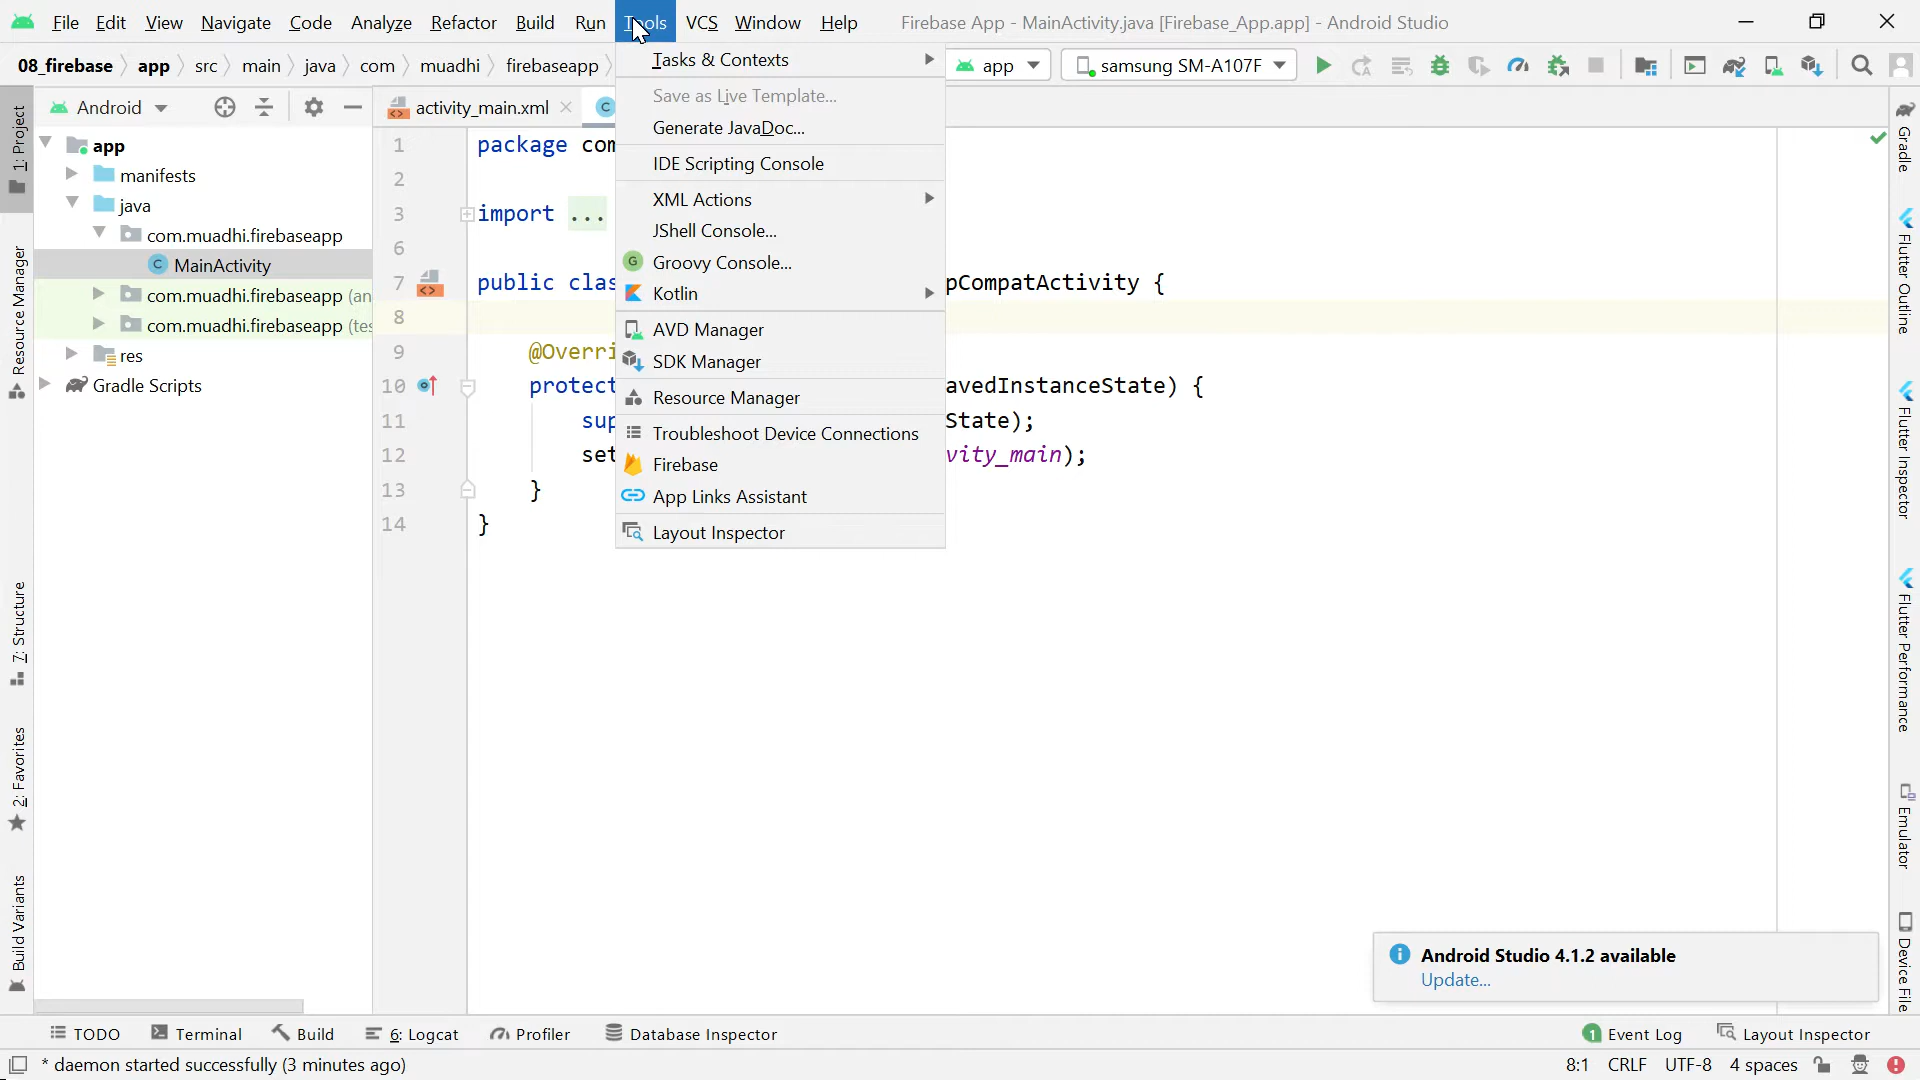 File Edit View Navigate Code Analyze Refactor Build Run Tools VCS Window Help Firebase App - MainActivity.java [Firebase_App.app] - Android Studio
08_firebase app src main java com muadhi firebaseapp app samsung SM-A107F
Android
activity_main.xml
C
Tasks & Contexts
Save as Live Template...
Generate JavaDoc...
IDE Scripting Console
XML Actions
JShell Console...
Groovy Console...
Kotlin
AVD Manager
SDK Manager
Resource Manager
Troubleshoot Device Connections
Firebase
App Links Assistant
Layout Inspector
app
manifests
java
com.muadhi.firebaseapp
C MainActivity
com.muadhi.firebaseapp (an
com.muadhi.firebaseapp (tes
res
Gradle Scripts
1 package com
2
3 import ...
6
7 public clas pCompatActivity {
8
9 @Overri
10 protect avedInstanceState) {
11 sup State);
12 set vity_main);
13 }
14 }
1: Project
Resource Manager
7: Structure
2: Favorites
Build Variants
Gradle
Flutter Outline
Flutter Inspector
Flutter Performance
Emulator
Device File
Android Studio 4.1.2 available
Update...
TODO Terminal Build 6: Logcat Profiler Database Inspector 1 Event Log Layout Inspector
* daemon started successfully (3 minutes ago) 8:1 CRLF UTF-8 4 spaces